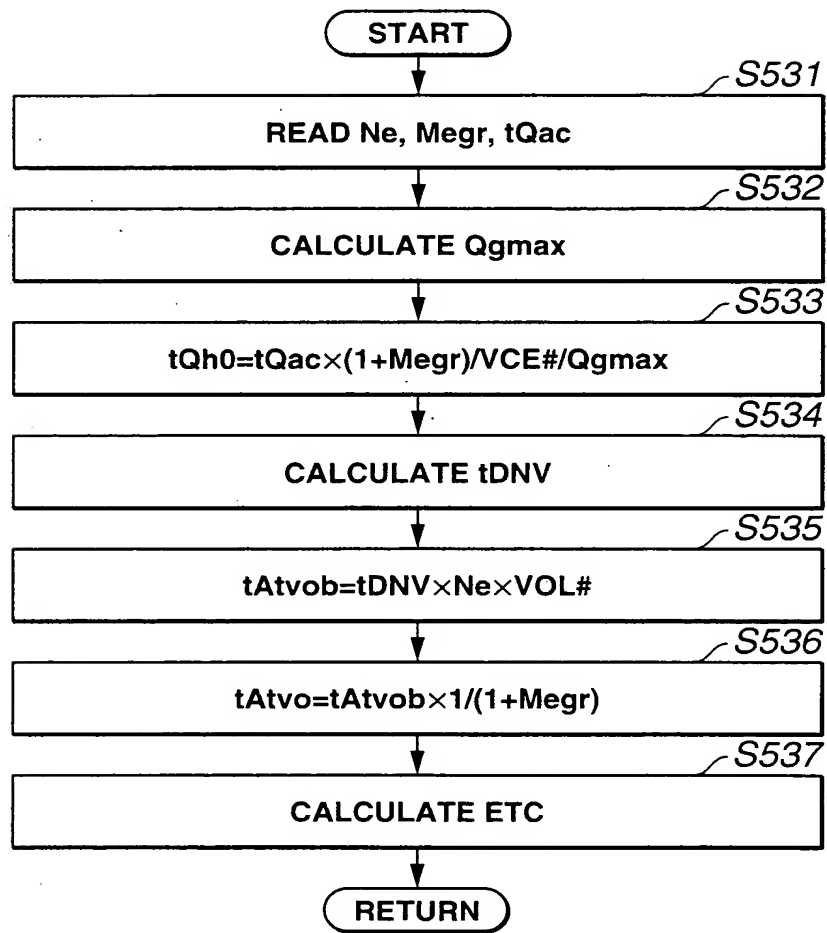 START
S531
READ Ne, Megr, tQac
S532
CALCULATE Qgmax
S533
tQh0=tQac×(1+Megr)/VCE#/Qgmax
S534
CALCULATE tDNV
S535
tAtvob=tDNV×Ne×VOL#
S536
tAtvo=tAtvob×1/(1+Megr)
S537
CALCULATE ETC
RETURN